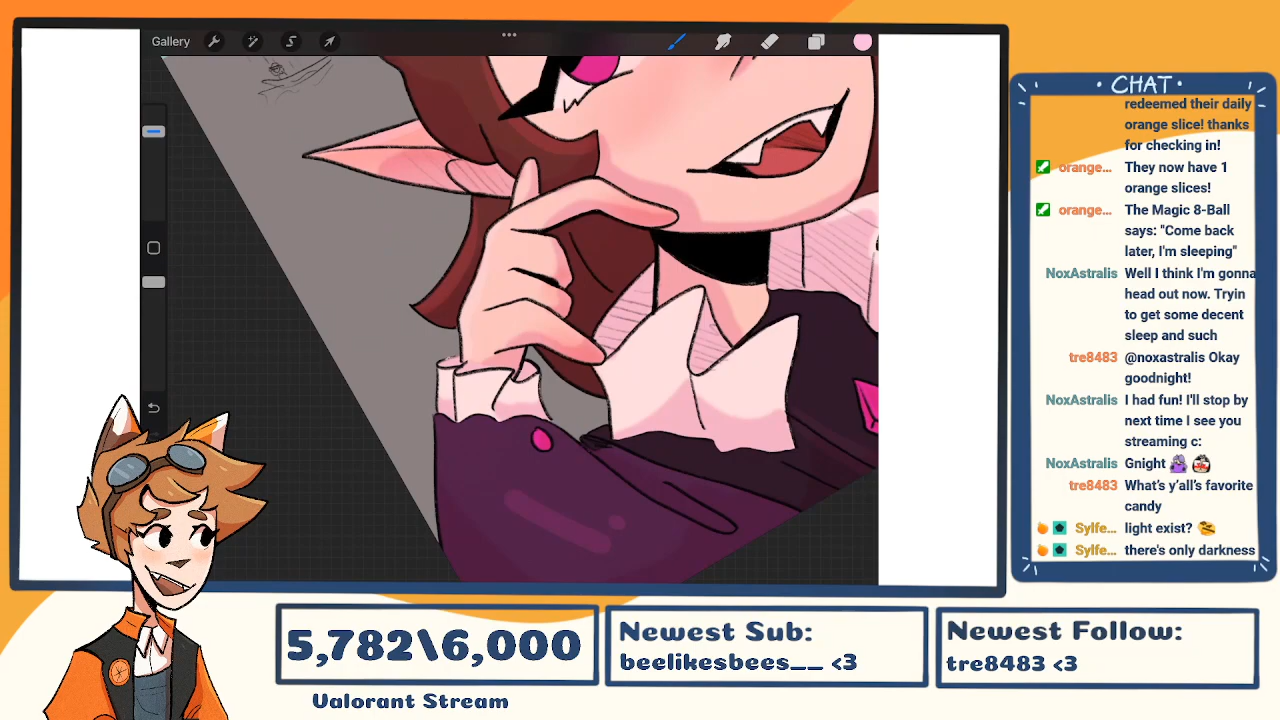 Gallery
CHAT
redeemed their daily
orange slice! thanks
for checking in!
orange... They now have 1
orange slices!
orange... The Magic 8-Ball
says: "Come back
later, I'm sleeping"
NoxAstralis Well I think I'm gonna
head out now. Tryin
to get some decent
sleep and such
tre8483 @noxastralis Okay
goodnight!
NoxAstralis I had fun! I'll stop by
next time I see you
streaming c:
NoxAstralis Gnight
tre8483 What's y'all's favorite
candy
Sylfe... light exist?
Sylfe... there's only darkness
5,782\6,000
Valorant Stream
Newest Sub:
beelikesbees__ <3
Newest Follow:
tre8483 <3